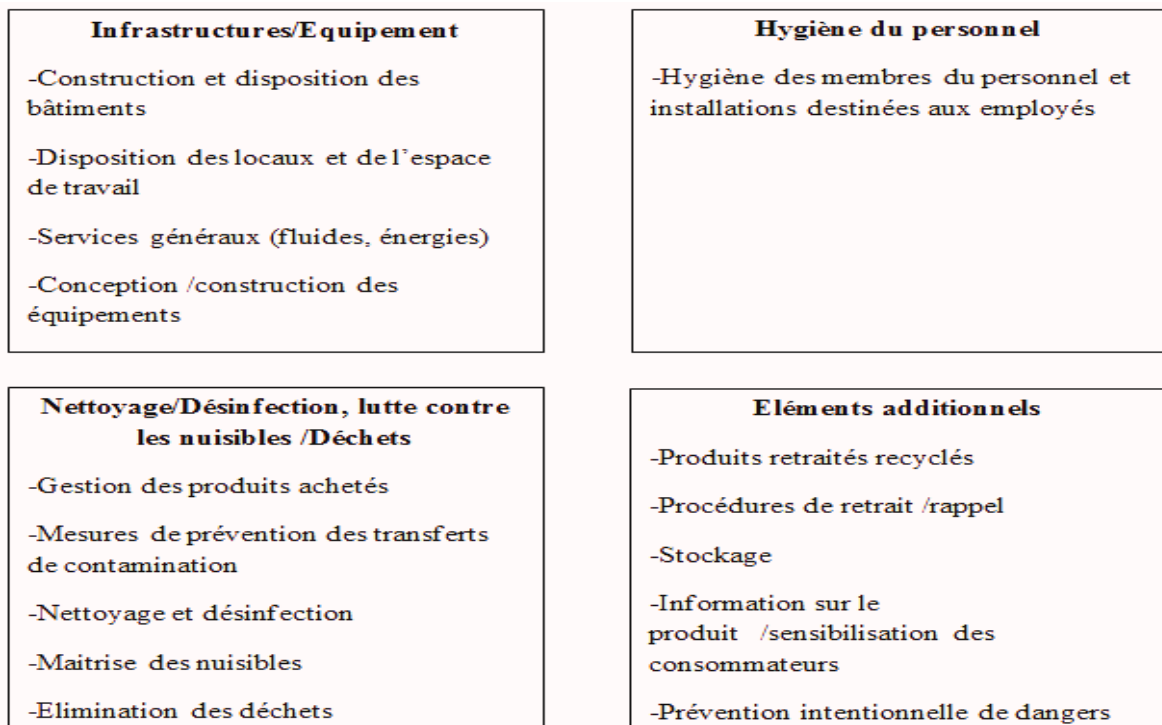 Infrastructures/Equipement
-Construction et disposition des
bâtiments
-Disposition des locaux et de l'espace
de travail
-Services généraux (fluides, énergies)
-Conception /construction des
équipements
Hygiène du personnel
-Hygiène des membres du personnel et
installations destinées aux employés
Nettoyage/Désinfection, lutte contre
les nuisibles /Déchets
-Gestion des produits achetés
-Mesures de prévention des transferts
de contamination
-Nettoyage et désinfection
-Maitrise des nuisibles
-Elimination des déchets
Eléments additionnels
-Produits retraités recyclés
-Procédures de retrait /rappel
-Stockage
-Information sur le
produit /sensibilisation des
consommateurs
-Prévention intentionnelle de dangers